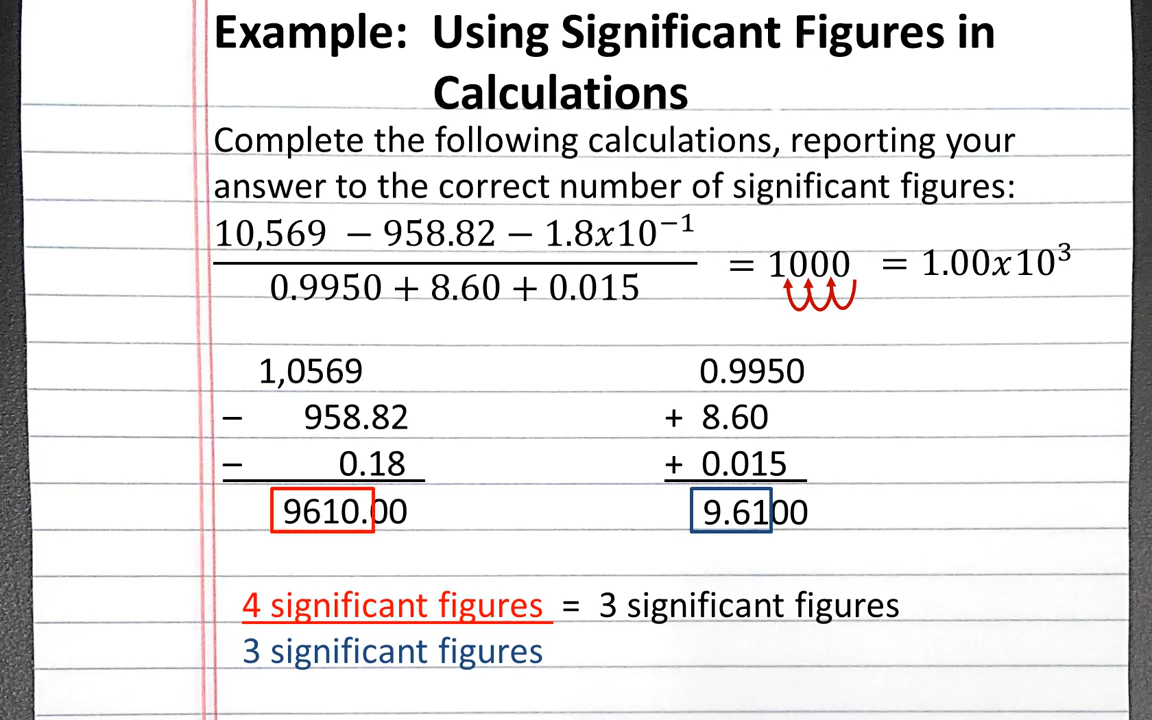 Example: Using Significant Figures in
Calculations
Complete the following calculations, reporting your
answer to the correct number of significant figures:
10,569 − 958.82 − 1.8x10⁻¹
0.9950 + 8.60 + 0.015
= 1000 = 1.00x10³
1,0569
− 958.82
− 0.18
9610.00
0.9950
+ 8.60
+ 0.015
9.6100
4 significant figures = 3 significant figures
3 significant figures